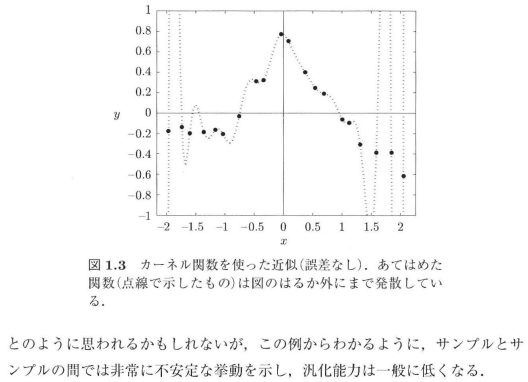 1
0.8
0.6
0.4
0.2
y 0
−0.2
−0.4
−0.6
−0.8
−1
−2 −1.5 −1 −0.5 0 0.5 1 1.5 2
x
図 1.3 カーネル関数を使った近似(誤差なし)．あてはめた
関数(点線で示したもの)は図のはるか外にまで発散してい
る．
とのように思われるかもしれないが，この例からわかるように，サンプルとサ
ンプルの間では非常に不安定な挙動を示し，汎化能力は一般に低くなる．